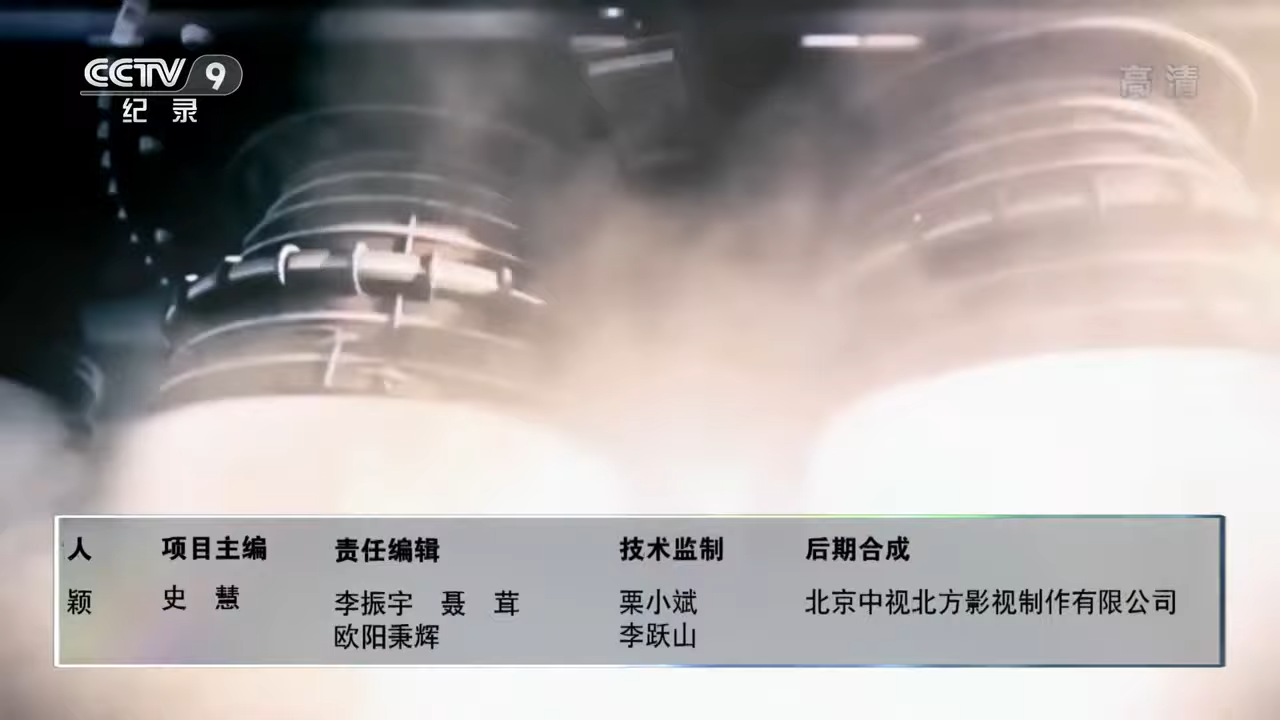 CCTV 9
纪 录
高清
人 项目主编 责任编辑 技术监制 后期合成
颖 史 慧 李振宇 聂 茸 栗小斌 北京中视北方影视制作有限公司
欧阳秉辉 李跃山